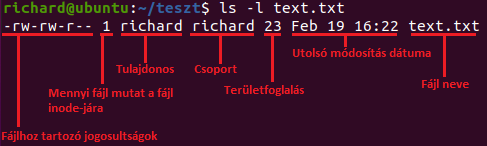 richard@ubuntu:~/teszt$ ls -l text.txt
-rw-rw-r-- 1 richard richard 23 Feb 19 16:22 text.txt
Utolsó módosítás dátuma
Tulajdonos
Csoport
Fájl neve
Mennyi fájl mutat a fájl
inode-jára
Területfoglalás
Fájlhoz tartozó jogosultságok